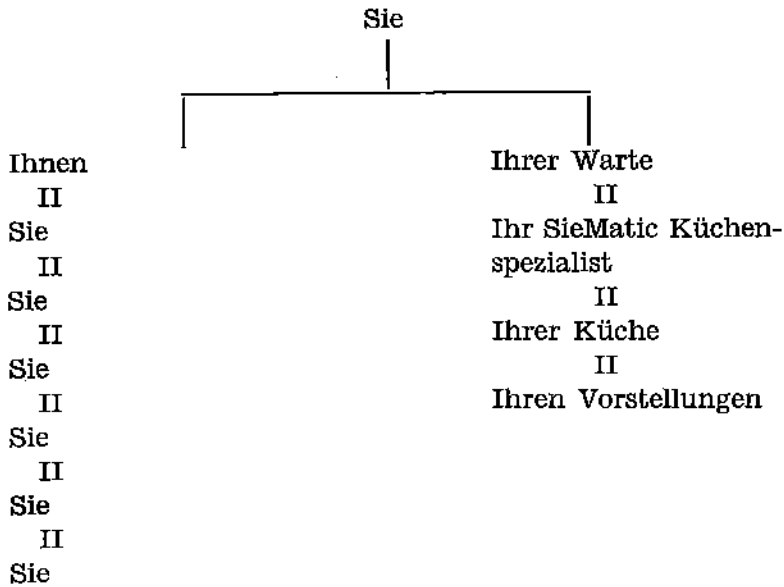 Sie
Ihnen
II
Sie
II
Sie
II
Sie
II
Sie
II
Sie
II
Sie
Ihrer Warte
II
Ihr SieMatic Küchen-
spezialist
II
Ihrer Küche
II
Ihren Vorstellungen